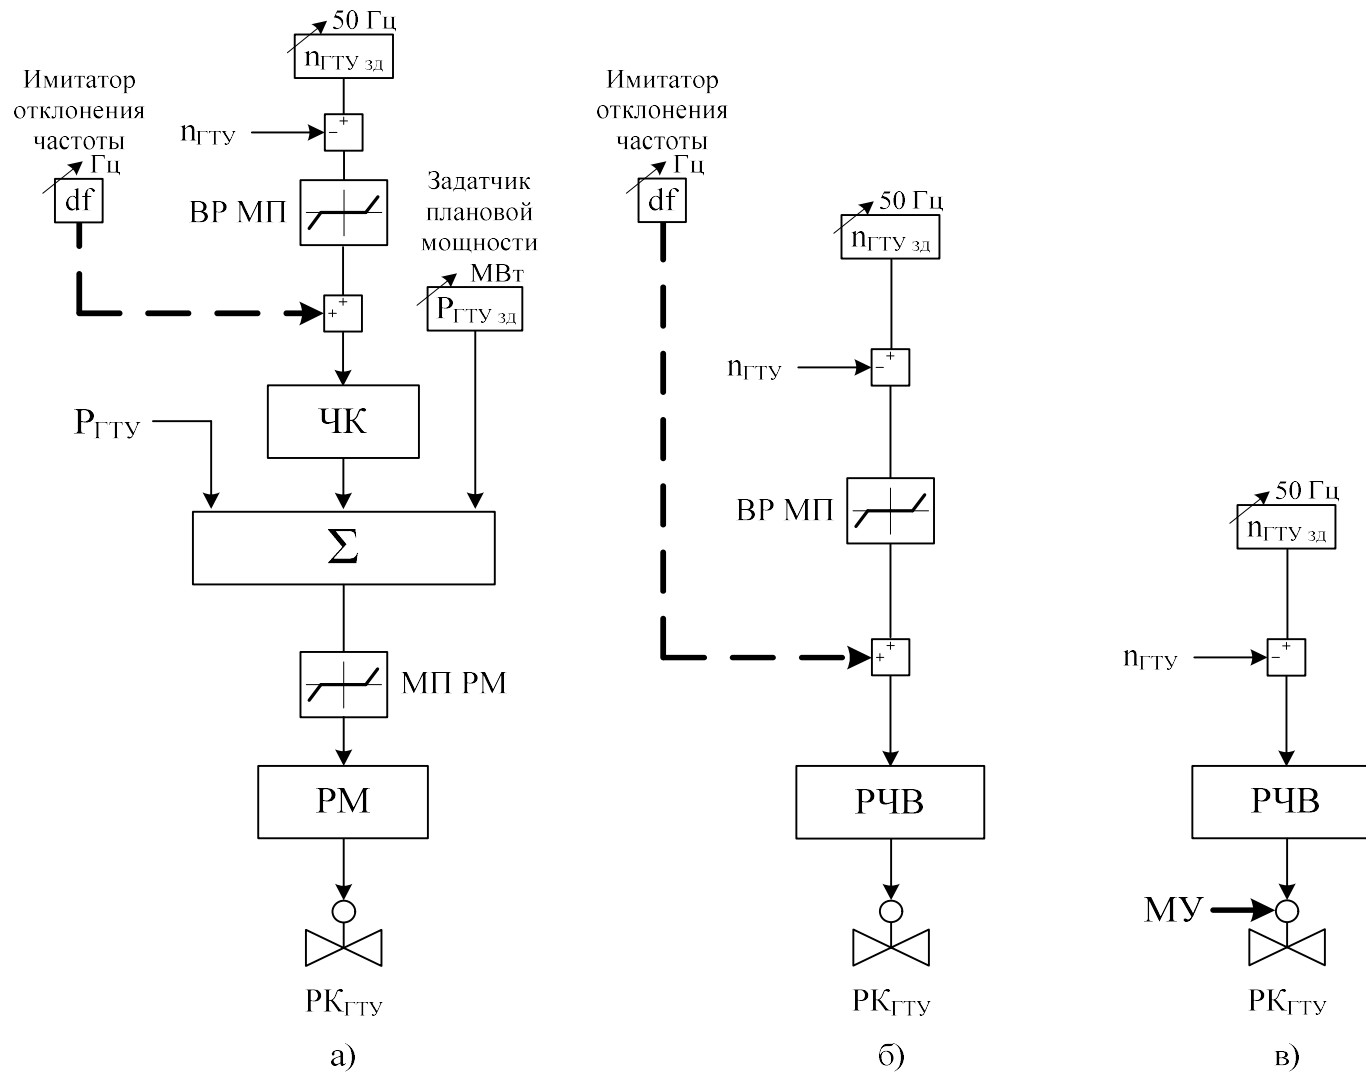 50 Гц
nГТУ зд
Имитатор
отклонения
частоты
Гц
df
nГТУ
+
−
ВР МП
Задатчик
плановой
мощности
МВт
PГТУ зд
+
+
ЧК
PГТУ
Σ
МП РМ
РМ
РКГТУ
а)
Имитатор
отклонения
частоты
Гц
df
50 Гц
nГТУ зд
nГТУ
+
−
ВР МП
+
РЧВ
РКГТУ
б)
50 Гц
nГТУ зд
nГТУ
+
−
РЧВ
МУ
РКГТУ
в)